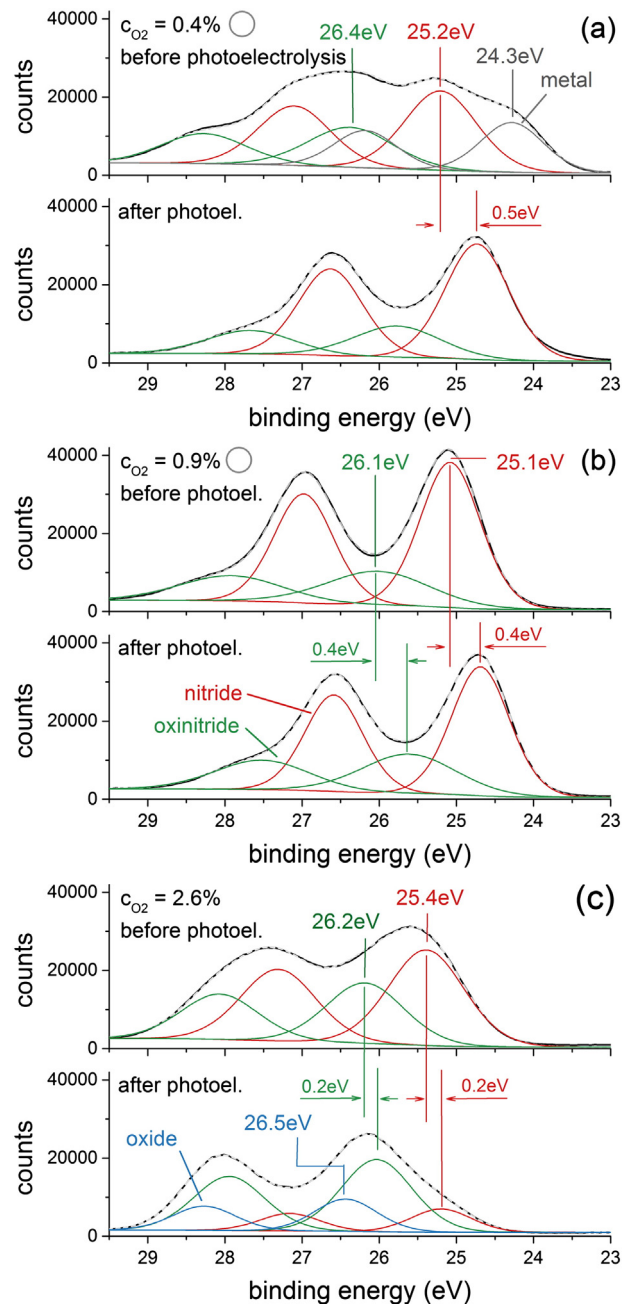 c_O2 = 0.4%
before photoelectrolysis
26.4eV
25.2eV
24.3eV
metal
(a)
counts
40000
20000
0
after photoel.
0.5eV
counts
40000
20000
0
29 28 27 26 25 24 23
binding energy (eV)
c_O2 = 0.9%
before photoel.
26.1eV
25.1eV
(b)
counts
40000
20000
0
after photoel.
0.4eV
0.4eV
nitride
oxinitride
counts
40000
20000
0
29 28 27 26 25 24 23
binding energy (eV)
c_O2 = 2.6%
before photoel.
26.2eV
25.4eV
(c)
counts
40000
20000
0
after photoel.
0.2eV
0.2eV
oxide
26.5eV
counts
40000
20000
0
29 28 27 26 25 24 23
binding energy (eV)